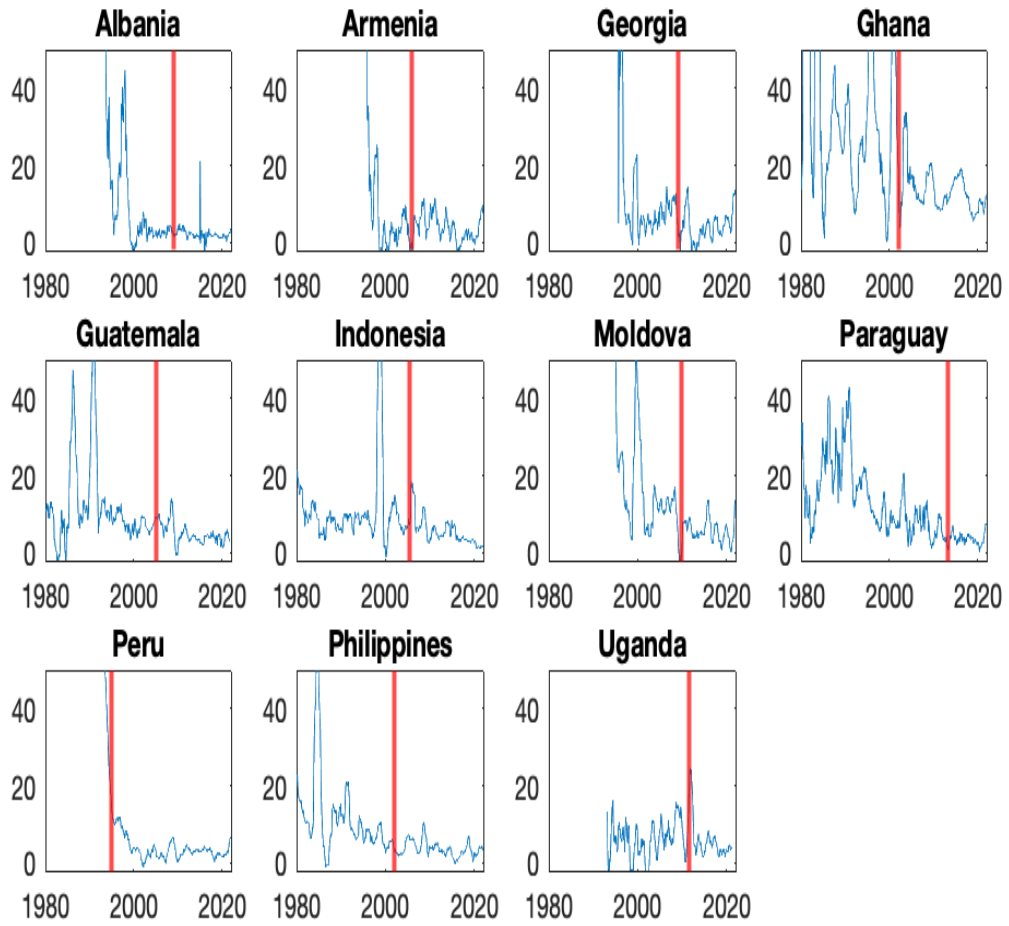 Albania Armenia Georgia Ghana
40 40 40 40
20 20 20 20
0 0 0 0
1980 2000 2020 1980 2000 2020 1980 2000 2020 1980 2000 2020
Guatemala Indonesia Moldova Paraguay
40 40 40 40
20 20 20 20
0 0 0 0
1980 2000 2020 1980 2000 2020 1980 2000 2020 1980 2000 2020
Peru Philippines Uganda
40 40 40
20 20 20
0 0 0
1980 2000 2020 1980 2000 2020 1980 2000 2020